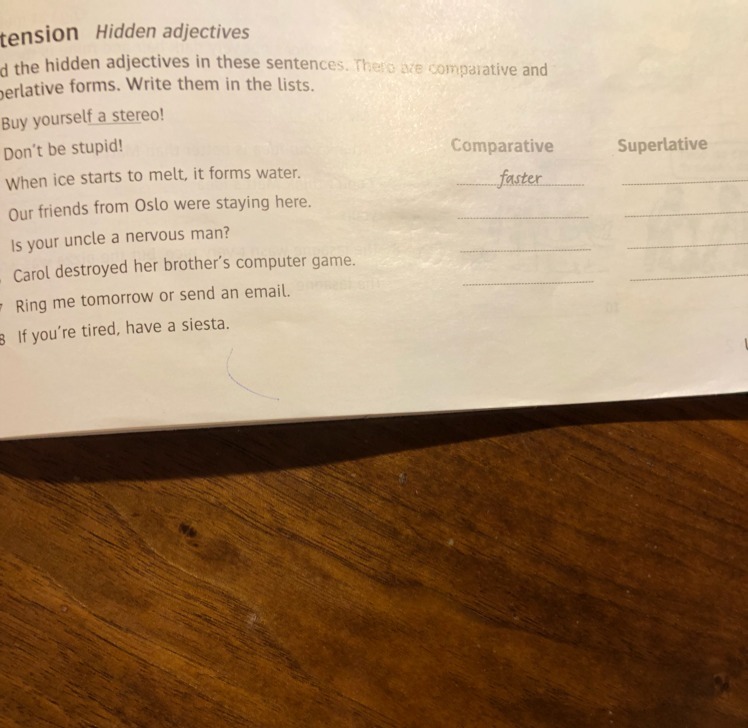 tension Hidden adjectives
d the hidden adjectives in these sentences. There are comparative and
perlative forms. Write them in the lists.
Buy yourself a stereo!
Don't be stupid!
When ice starts to melt, it forms water.
Our friends from Oslo were staying here.
Is your uncle a nervous man?
Carol destroyed her brother's computer game.
7 Ring me tomorrow or send an email.
8 If you're tired, have a siesta.
Comparative Superlative
faster